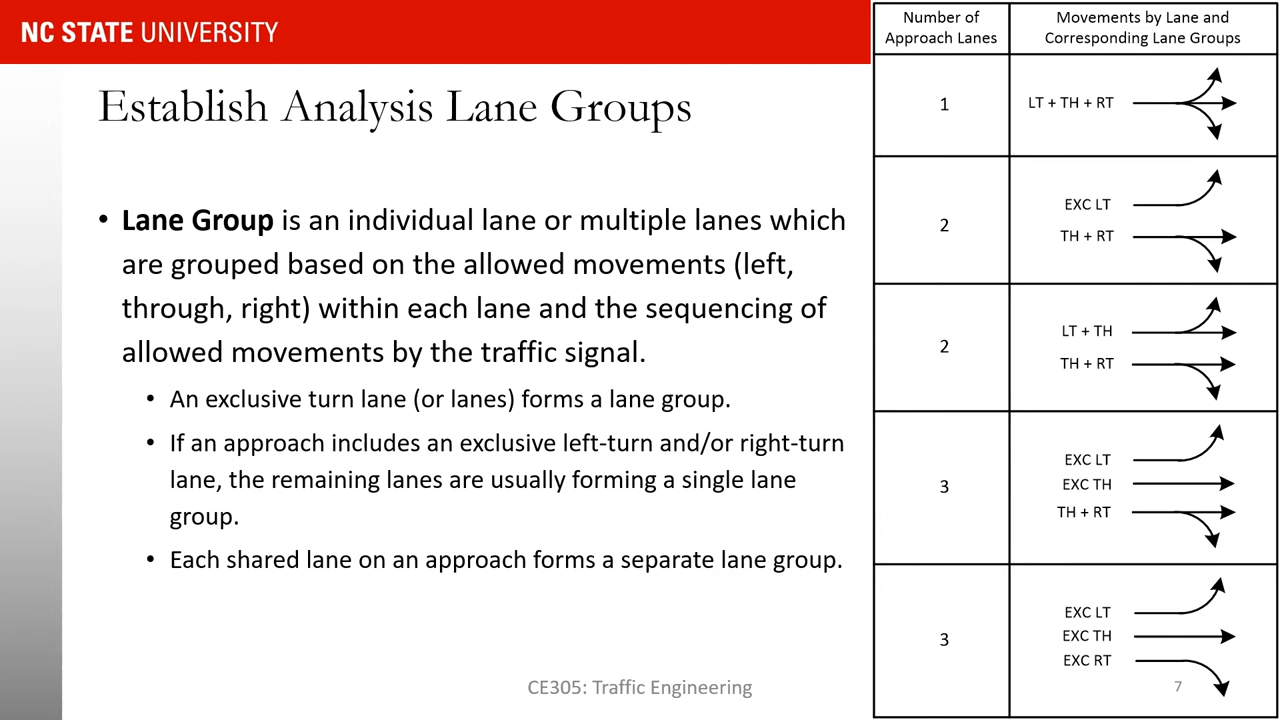 NC STATE UNIVERSITY
Establish Analysis Lane Groups
• Lane Group is an individual lane or multiple lanes which
are grouped based on the allowed movements (left,
through, right) within each lane and the sequencing of
allowed movements by the traffic signal.
• An exclusive turn lane (or lanes) forms a lane group.
• If an approach includes an exclusive left-turn and/or right-turn
lane, the remaining lanes are usually forming a single lane
group.
• Each shared lane on an approach forms a separate lane group.
Number of
Approach Lanes
Movements by Lane and
Corresponding Lane Groups
1
LT + TH + RT
2
EXC LT
TH + RT
2
LT + TH
TH + RT
3
EXC LT
EXC TH
TH + RT
3
EXC LT
EXC TH
EXC RT
CE305: Traffic Engineering
7